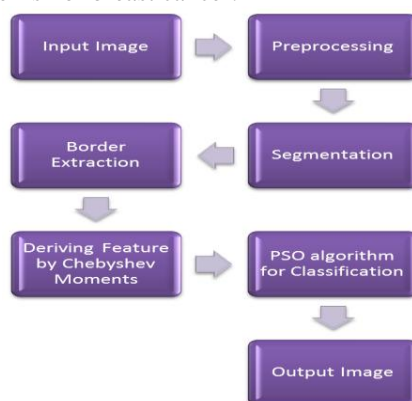 Input Image
Preprocessing
Segmentation
Border
Extraction
Deriving Feature
by Chebyshev
Moments
PSO algorithm
for Classification
Output Image